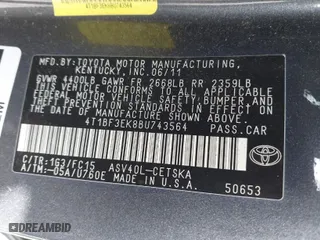 4T1BF3EK8BU743564
MFD. BY: TOYOTA MOTOR MANUFACTURING,
KENTUCKY, INC. 06/11
GVWR 4400LB GAWR FR 2668LB RR 2359LB
THIS VEHICLE CONFORMS TO ALL APPLICABLE
FEDERAL MOTOR VEHICLE SAFETY, BUMPER, AND
THEFT PREVENTION STANDARDS IN EFFECT ON
THE DATE OF MANUFACTURE SHOWN ABOVE.
4T1BF3EK8BU743564 PASS. CAR
C/TR: 1G3/FC15 ASV40L-CETSKA
A/TM: -05A/U760E MADE IN U.S.A.
TOYOTA
50653